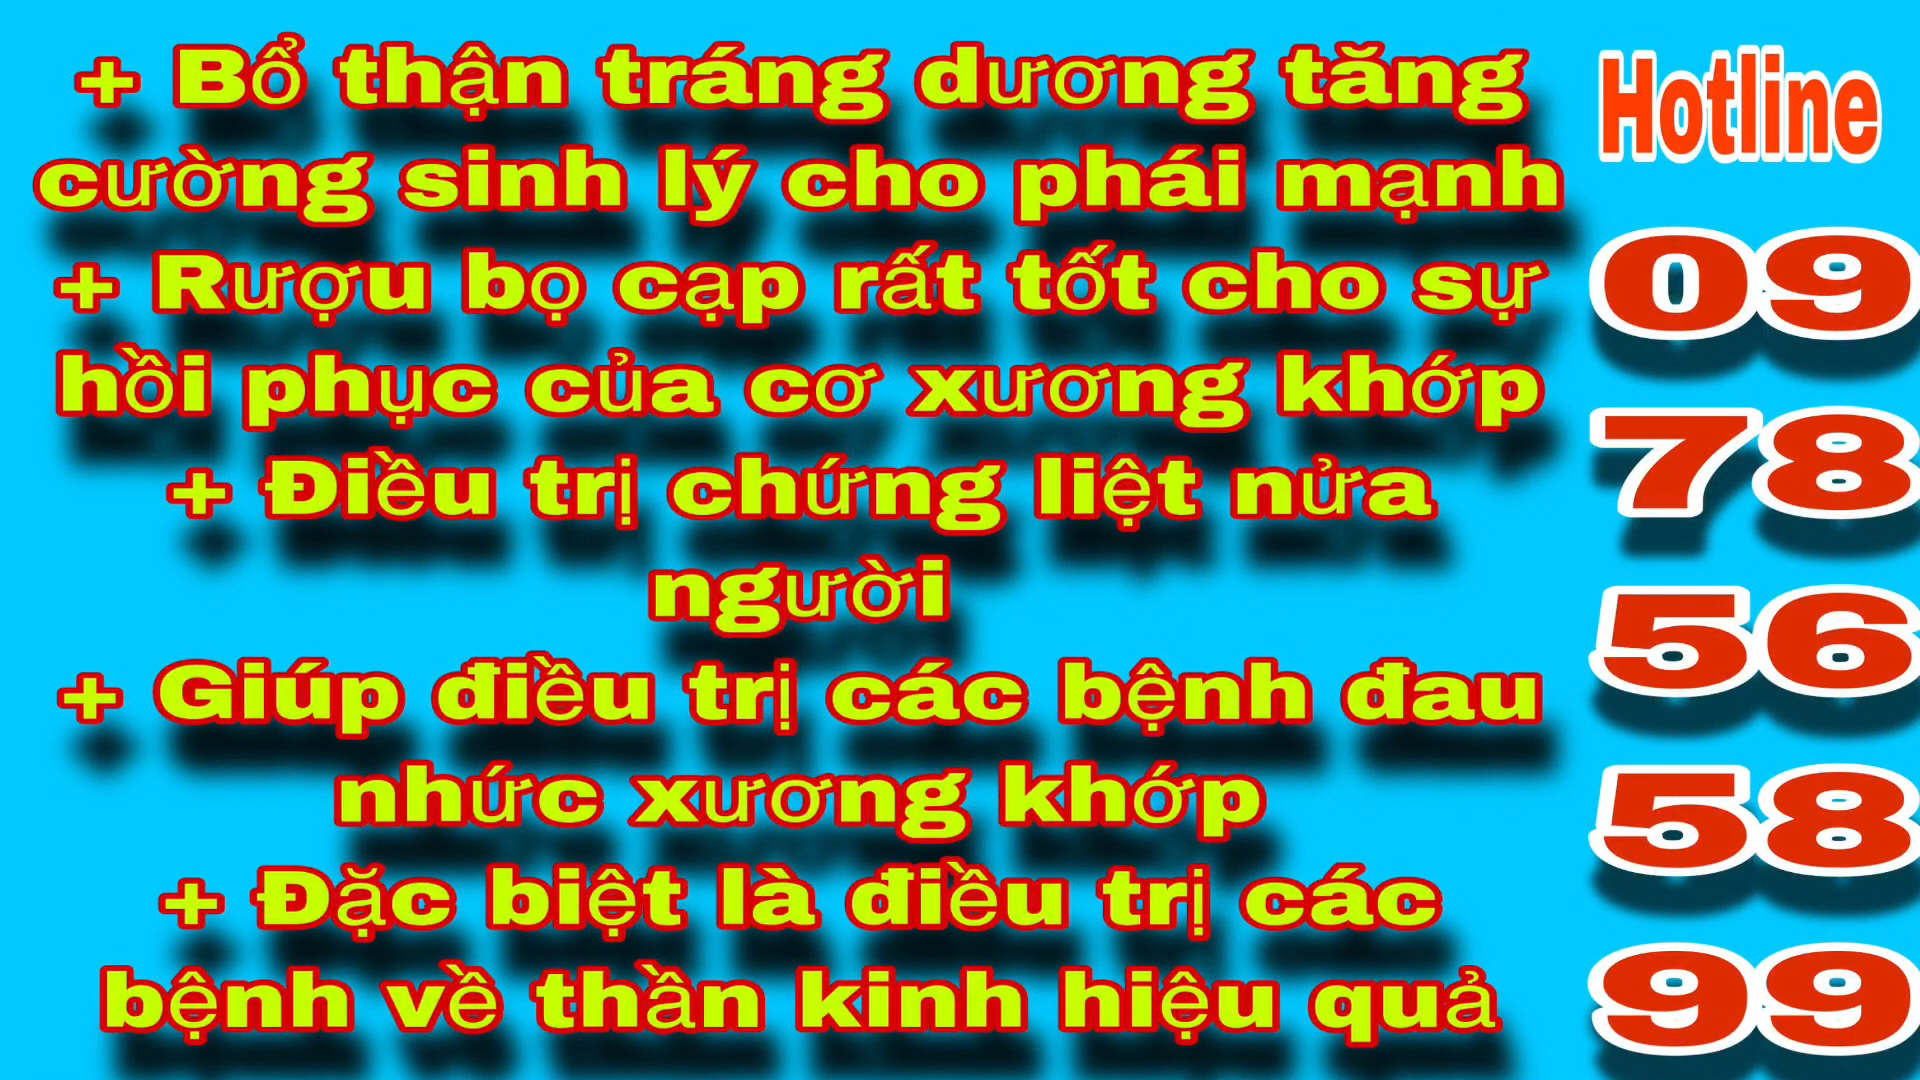 + Bổ thận tráng dương tăng
cường sinh lý cho phái mạnh
+ Rượu bọ cạp rất tốt cho sự
hồi phục của cơ xương khớp
+ Điều trị chứng liệt nửa
người
+ Giúp điều trị các bệnh đau
nhức xương khớp
+ Đặc biệt là điều trị các
bệnh về thần kinh hiệu quả
Hotline
09
78
56
58
99